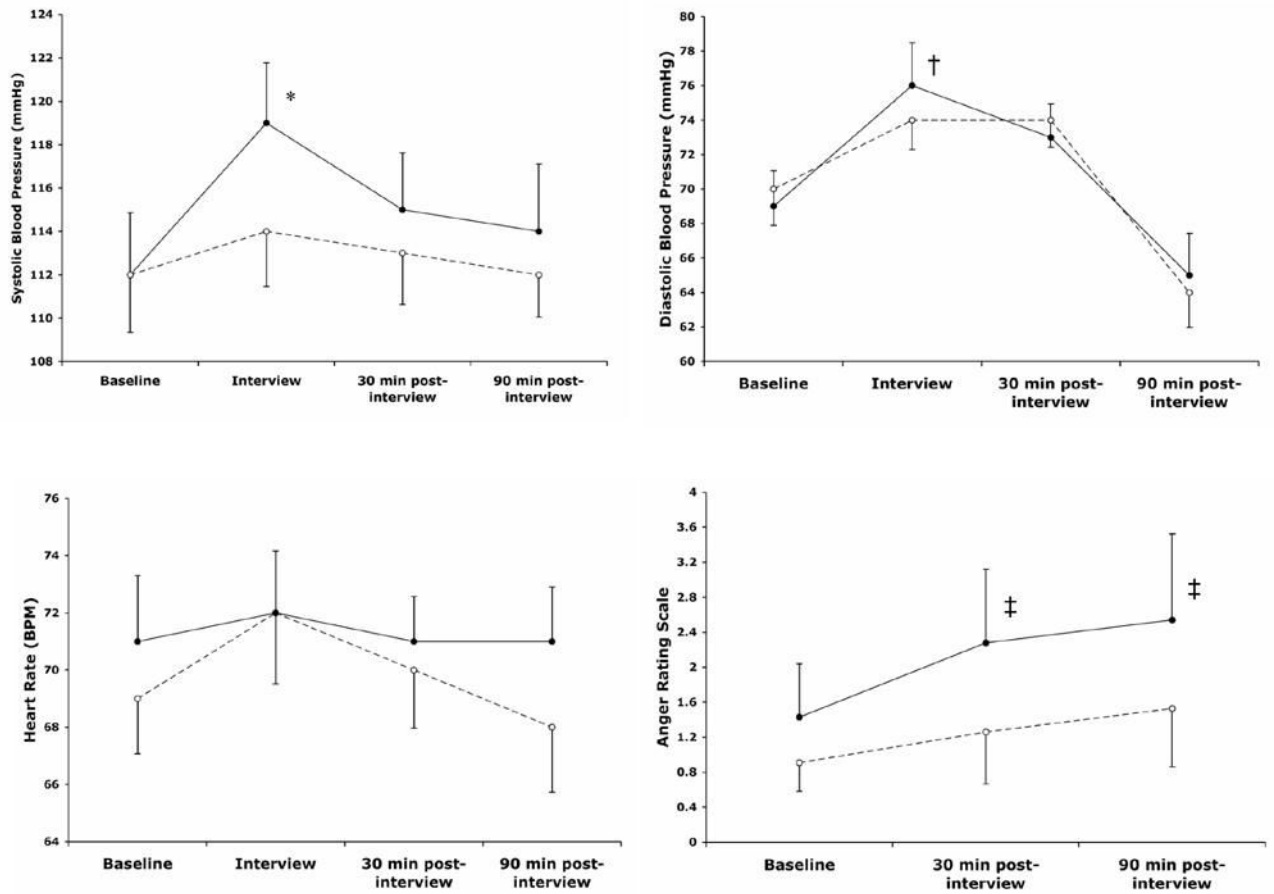 Systolic Blood Pressure (mmHg)
124
122
120
118
116
114
112
110
108
*
Baseline
Interview
30 min post-
interview
90 min post-
interview
Diastolic Blood Pressure (mmHg)
80
78
76
74
72
70
68
66
64
62
60
†
Baseline
Interview
30 min post-
interview
90 min post-
interview
Heart Rate (BPM)
76
74
72
70
68
66
64
Baseline
Interview
30 min post-
interview
90 min post-
interview
Anger Rating Scale
4
3.6
3.2
2.8
2.4
2
1.6
1.2
0.8
0.4
0
‡
‡
Baseline
30 min post-
interview
90 min post-
interview